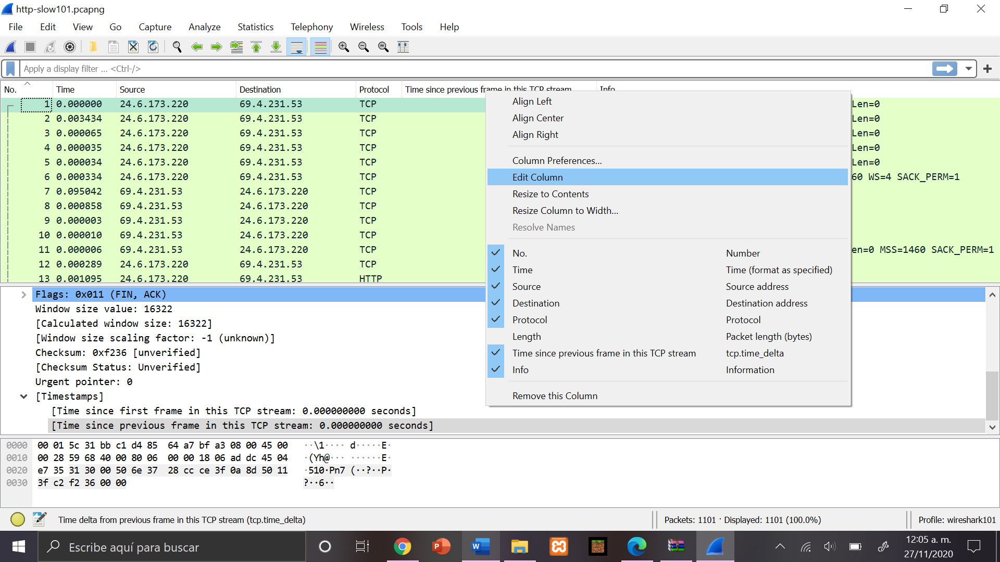 http-slow101.pcapng
File Edit View Go Capture Analyze Statistics Telephony Wireless Tools Help
Apply a display filter ... <Ctrl-/>
No. Time Source Destination Protocol Time since previous frame in this TCP stream Info
1 0.000000 24.6.173.220 69.4.231.53 TCP Len=0
2 0.003434 24.6.173.220 69.4.231.53 TCP Len=0
3 0.000065 24.6.173.220 69.4.231.53 TCP Len=0
4 0.000035 24.6.173.220 69.4.231.53 TCP Len=0
5 0.000034 24.6.173.220 69.4.231.53 TCP Len=0
6 0.000334 24.6.173.220 69.4.231.53 TCP 60 WS=4 SACK_PERM=1
7 0.095042 69.4.231.53 24.6.173.220 TCP
8 0.000858 69.4.231.53 24.6.173.220 TCP
9 0.000003 69.4.231.53 24.6.173.220 TCP
10 0.000010 69.4.231.53 24.6.173.220 TCP
11 0.000006 69.4.231.53 24.6.173.220 TCP en=0 MSS=1460 SACK_PERM=1
12 0.000289 24.6.173.220 69.4.231.53 TCP
13 0.001095 24.6.173.220 69.4.231.53 HTTP
Align Left
Align Center
Align Right
Column Preferences...
Edit Column
Resize to Contents
Resize Column to Width...
Resolve Names
No. Number
Time Time (format as specified)
Source Source address
Destination Destination address
Protocol Protocol
Length Packet length (bytes)
Time since previous frame in this TCP stream tcp.time_delta
Info Information
Remove this Column
Flags: 0x011 (FIN, ACK)
Window size value: 16322
[Calculated window size: 16322]
[Window size scaling factor: -1 (unknown)]
Checksum: 0xf236 [unverified]
[Checksum Status: Unverified]
Urgent pointer: 0
[Timestamps]
[Time since first frame in this TCP stream: 0.000000000 seconds]
[Time since previous frame in this TCP stream: 0.000000000 seconds]
0000 00 01 5c 31 bb c1 d4 85 64 a7 bf a3 08 00 45 00 ··\1···· d·····E·
0010 00 28 59 68 40 00 80 06 00 00 18 06 ad dc 45 04 ·(Yh@··· ······E·
0020 e7 35 31 30 00 50 6e 37 28 cc ce 3f 0a 8d 50 11 ·510·Pn7 (··?··P·
0030 3f c2 f2 36 00 00 ?··6··
Time delta from previous frame in this TCP stream (tcp.time_delta) Packets: 1101 · Displayed: 1101 (100.0%) Profile: wireshark101
Escribe aquí para buscar
12:05 a. m.
27/11/2020